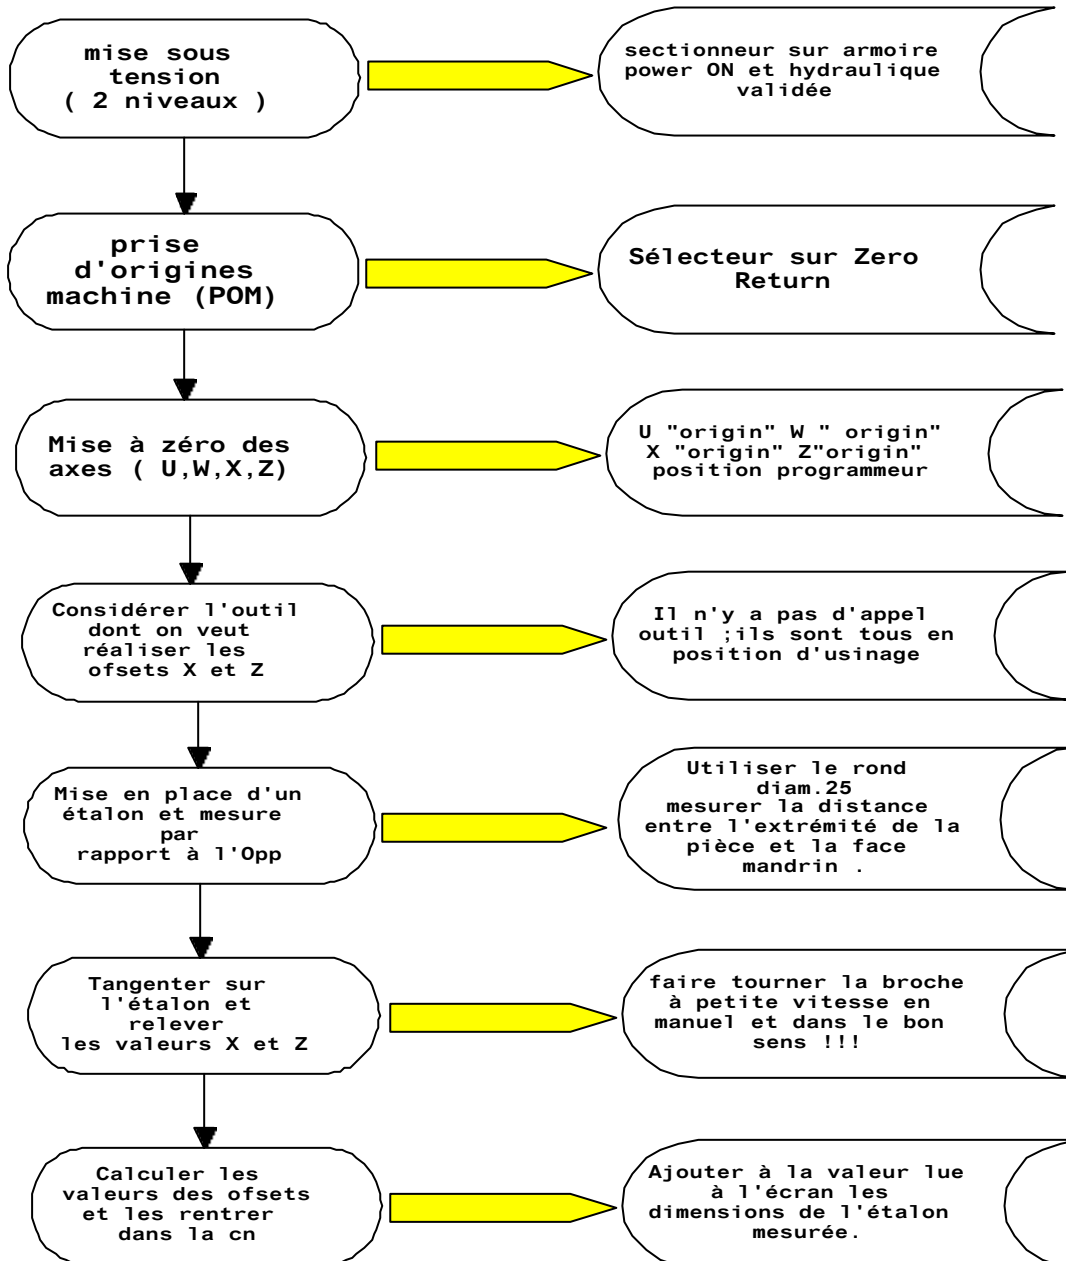 mise sous
tension
( 2 niveaux )
sectionneur sur armoire
power ON et hydraulique
validée
prise
d'origines
machine (POM)
Sélecteur sur Zero
Return
Mise à zéro des
axes ( U,W,X,Z)
U "origin" W " origin"
X "origin" Z"origin"
position programmeur
Considérer l'outil
dont on veut
réaliser les
ofsets X et Z
Il n'y a pas d'appel
outil ;ils sont tous en
position d'usinage
Mise en place d'un
étalon et mesure
par
rapport à l'Opp
Utiliser le rond
diam.25
mesurer la distance
entre l'extrémité de la
pièce et la face
mandrin .
Tangenter sur
l'étalon et
relever
les valeurs X et Z
faire tourner la broche
à petite vitesse en
manuel et dans le bon
sens !!!
Calculer les
valeurs des ofsets
et les rentrer
dans la cn
Ajouter à la valeur lue
à l'écran les
dimensions de l'étalon
mesurée.